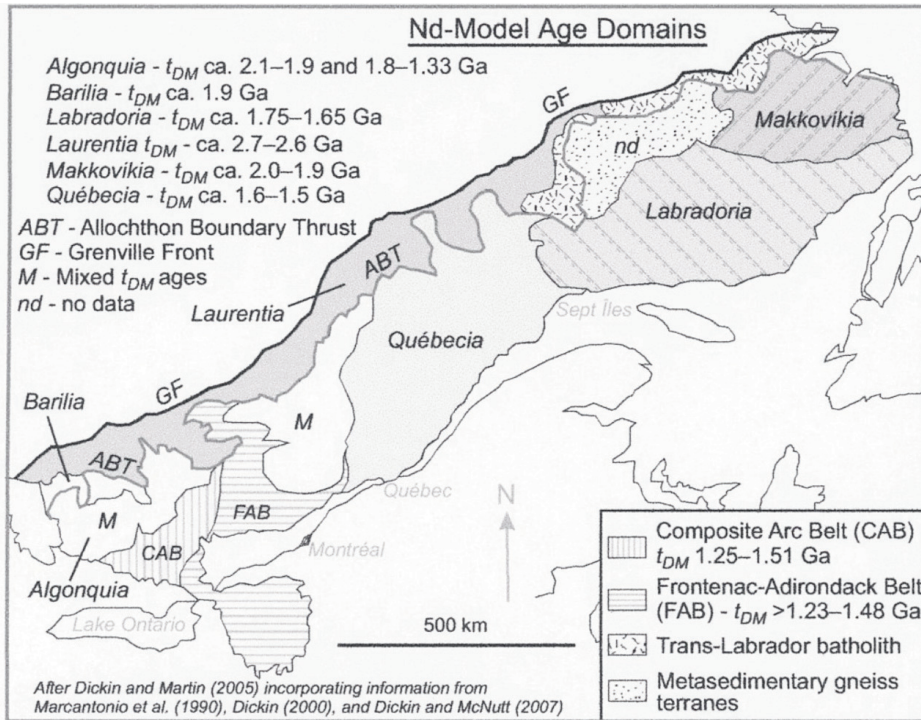 Nd-Model Age Domains
Algonquia - tDM ca. 2.1–1.9 and 1.8–1.33 Ga
Barilia - tDM ca. 1.9 Ga
Labradoria - tDM ca. 1.75–1.65 Ga
Laurentia tDM - ca. 2.7–2.6 Ga
Makkovikia - tDM ca. 2.0–1.9 Ga
Québecia - tDM ca. 1.6–1.5 Ga
ABT - Allochthon Boundary Thrust
GF - Grenville Front
M - Mixed tDM ages
nd - no data
GF
Makkovikia
nd
Labradoria
ABT
Laurentia
Sept Îles
Québecia
GF
Barilia
M
ABT
Québec
N
M
FAB
CAB
Montréal
Algonquia
Lake Ontario
500 km
Composite Arc Belt (CAB)
tDM 1.25–1.51 Ga
Frontenac-Adirondack Belt
(FAB) - tDM >1.23–1.48 Ga
Trans-Labrador batholith
Metasedimentary gneiss
terranes
After Dickin and Martin (2005) incorporating information from
Marcantonio et al. (1990), Dickin (2000), and Dickin and McNutt (2007)